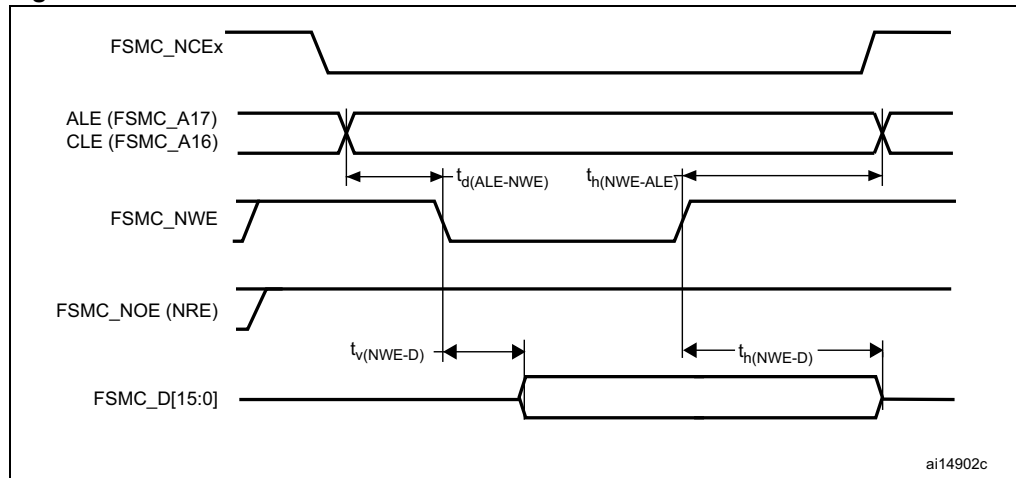 FSMC_NCEx
ALE (FSMC_A17)
CLE (FSMC_A16)
td(ALE-NWE)
th(NWE-ALE)
FSMC_NWE
FSMC_NOE (NRE)
tv(NWE-D)
th(NWE-D)
FSMC_D[15:0]
ai14902c